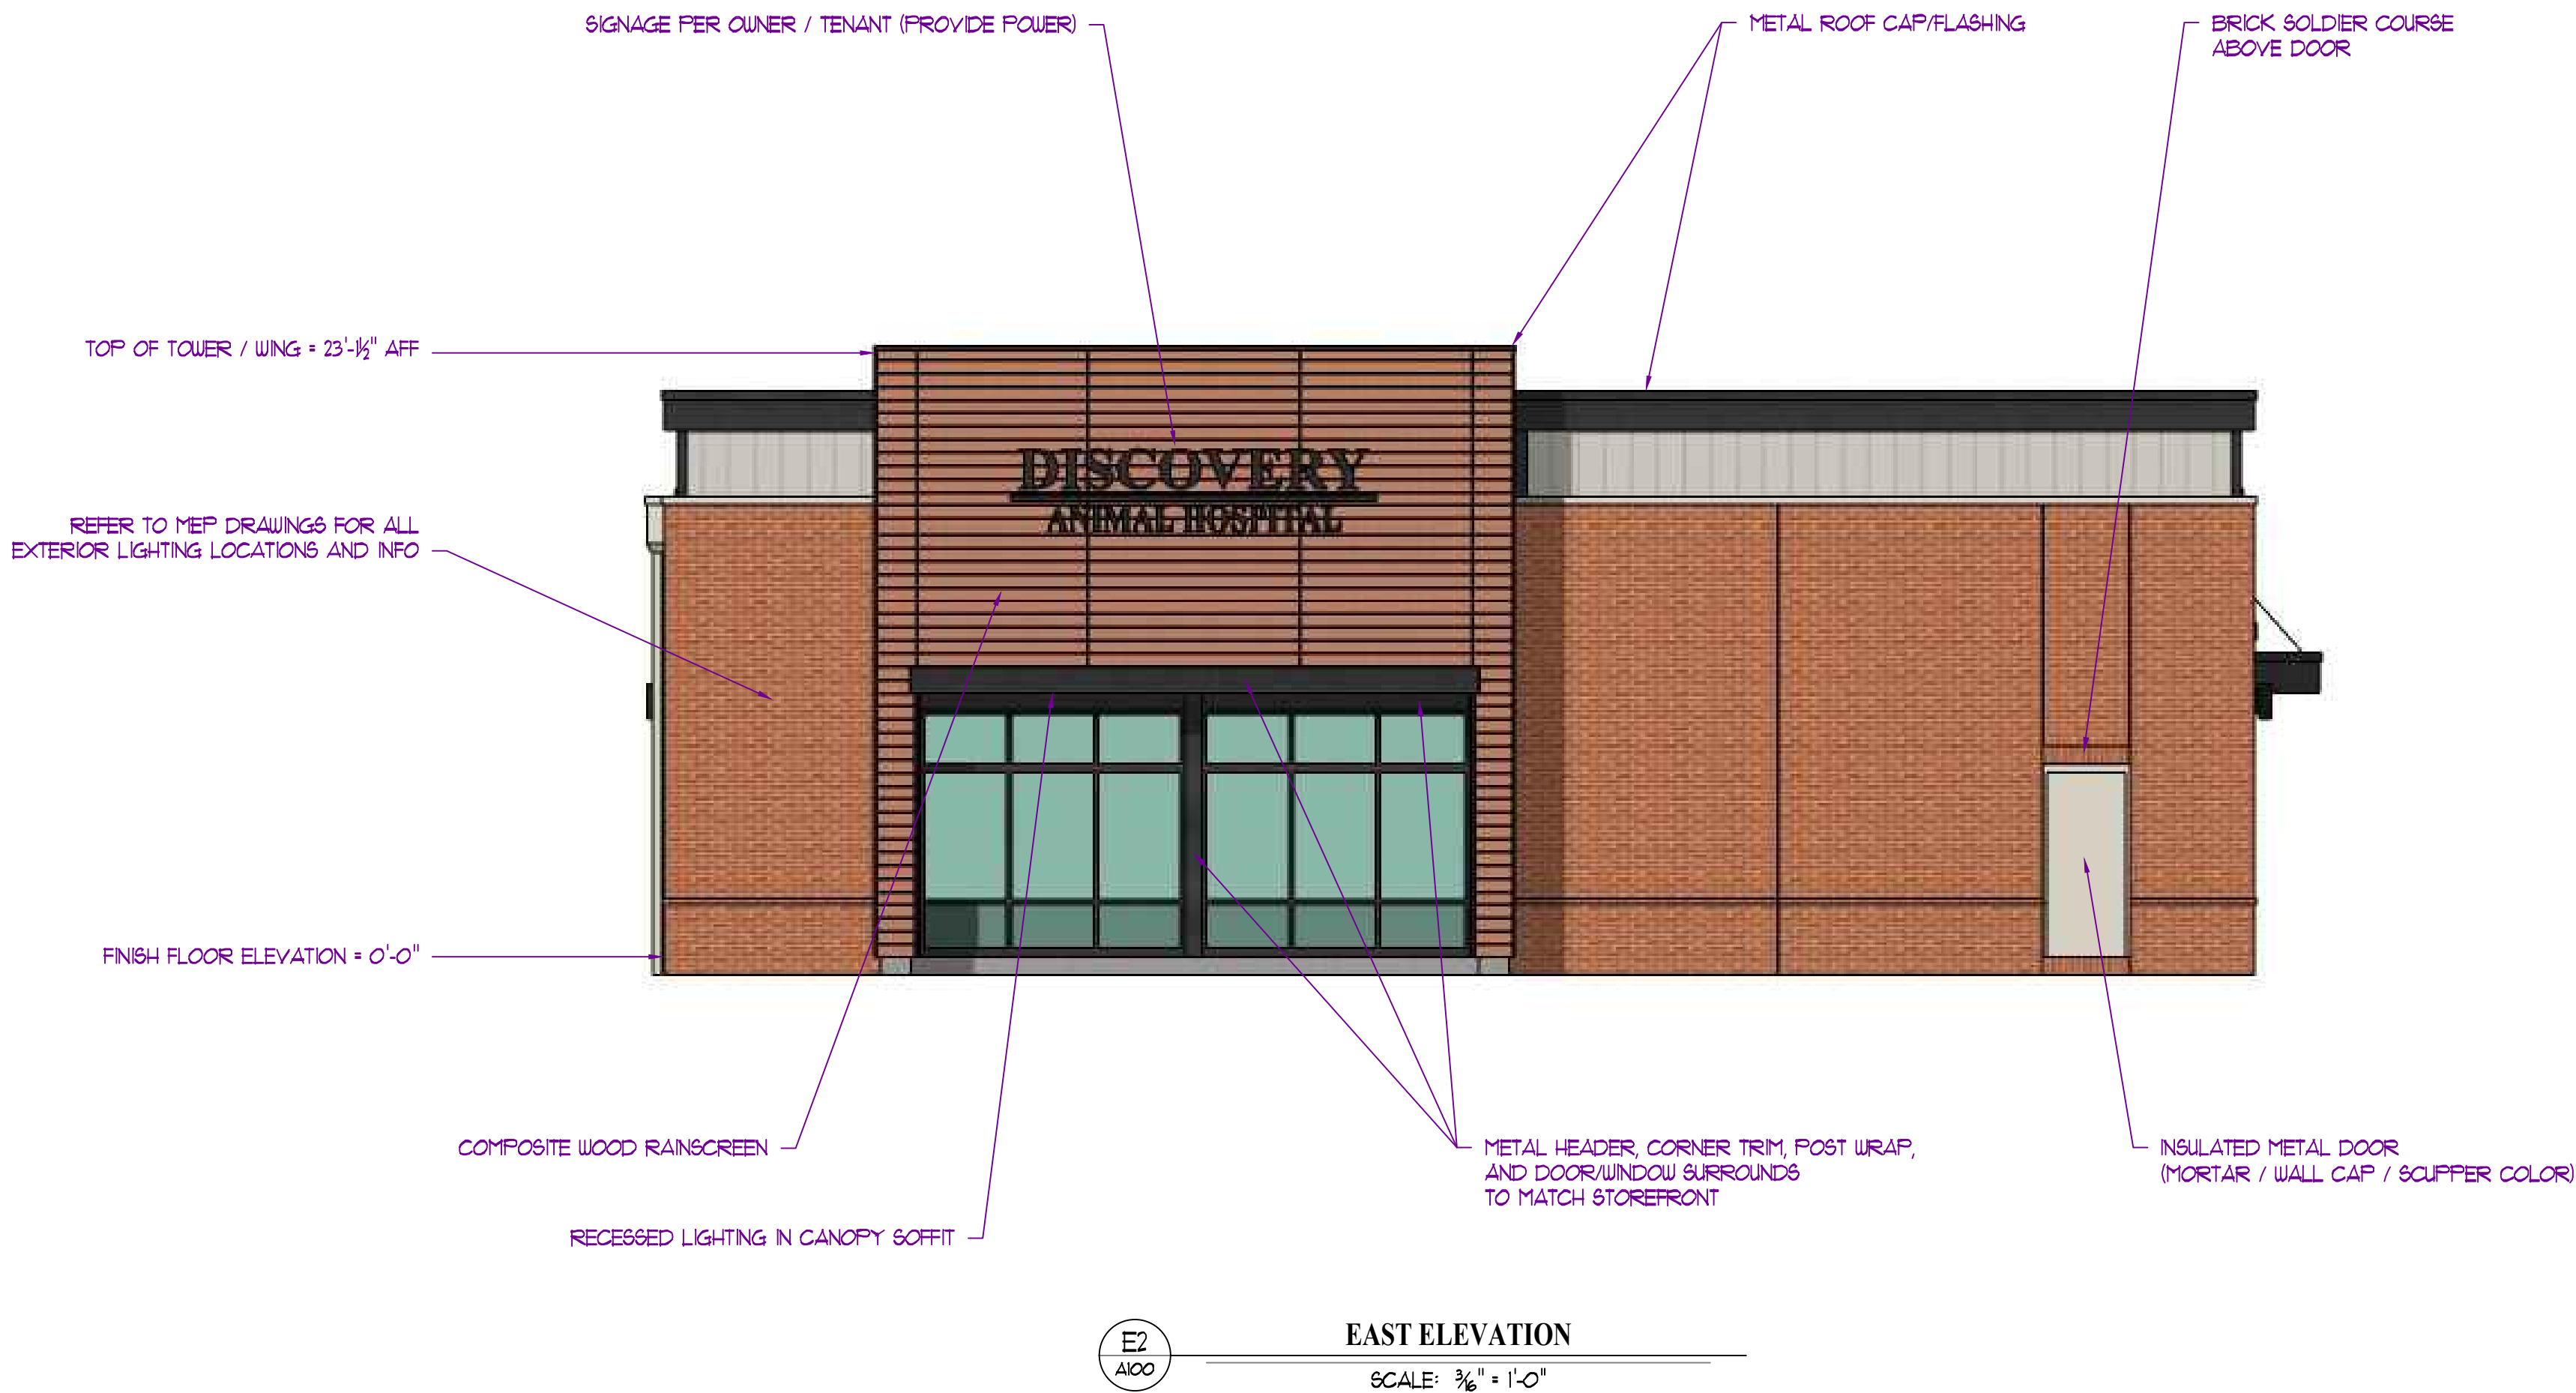 SIGNAGE PER OWNER / TENANT (PROVIDE POWER)
METAL ROOF CAP/FLASHING
BRICK SOLDIER COURSE
ABOVE DOOR
TOP OF TOWER / WING = 23'-1½" AFF
DISCOVERY
ANIMAL HOSPITAL
REFER TO MEP DRAWINGS FOR ALL
EXTERIOR LIGHTING LOCATIONS AND INFO
FINISH FLOOR ELEVATION = 0'-0"
COMPOSITE WOOD RAINSCREEN
METAL HEADER, CORNER TRIM, POST WRAP,
AND DOOR/WINDOW SURROUNDS
TO MATCH STOREFRONT
INSULATED METAL DOOR
(MORTAR / WALL CAP / SCUPPER COLOR)
RECESSED LIGHTING IN CANOPY SOFFIT
E2
A100
EAST ELEVATION
SCALE: 3/16" = 1'-0"